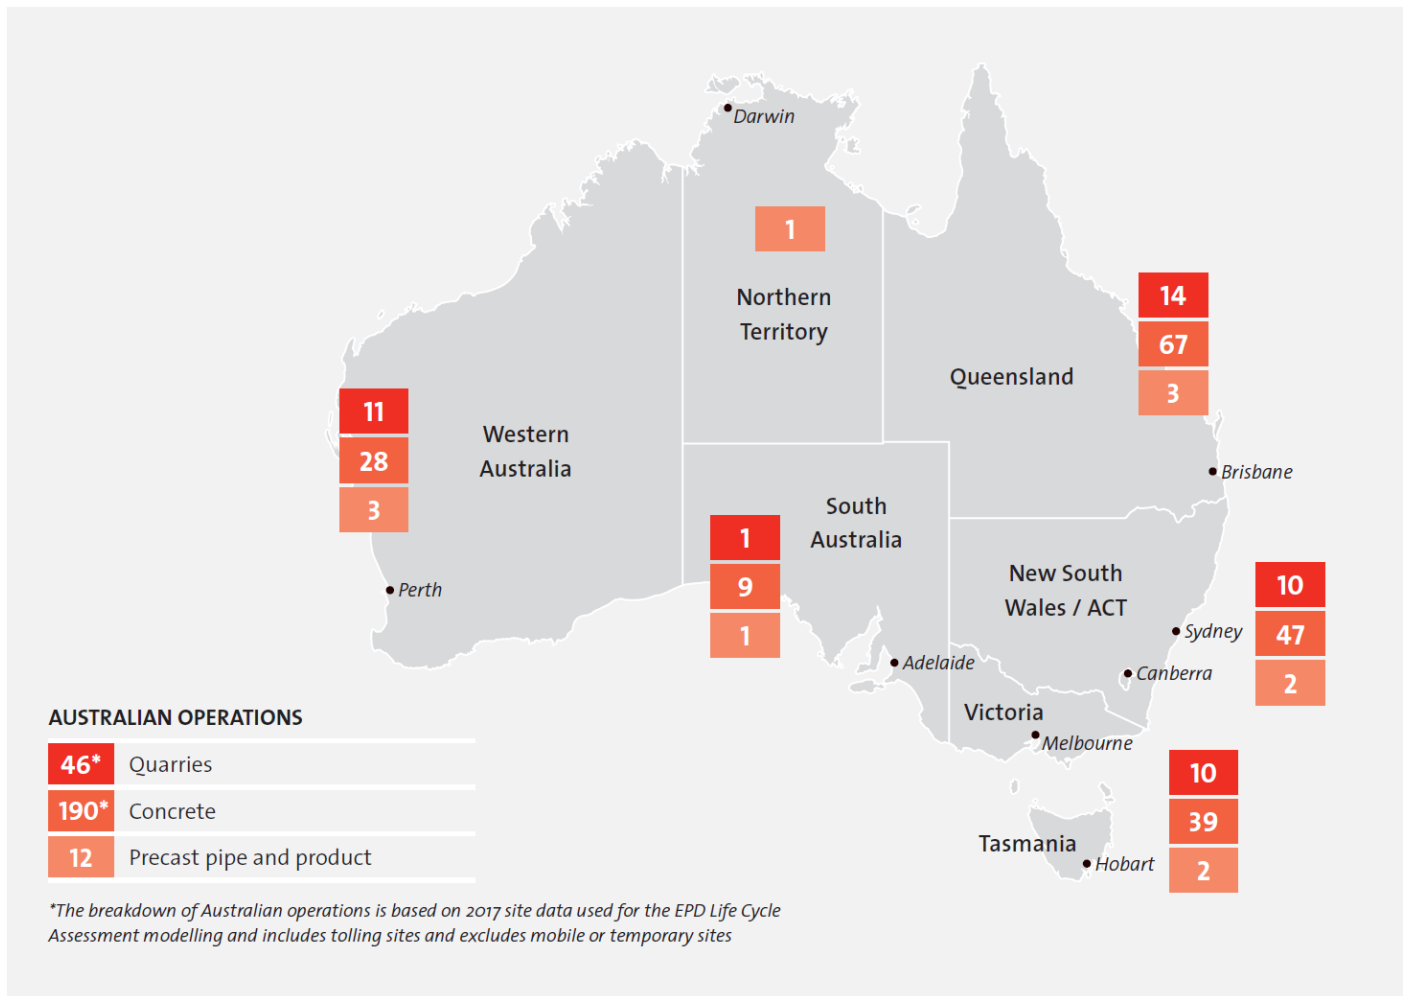 Darwin
1
Northern
Territory
14
67
3
Queensland
11
28
3
Western
Australia
Brisbane
South
Australia
1
9
1
New South
Wales / ACT
10
47
2
Perth
Sydney
Adelaide
Canberra
Victoria
Melbourne
10
39
2
Tasmania
Hobart
AUSTRALIAN OPERATIONS
46* Quarries
190* Concrete
12 Precast pipe and product
*The breakdown of Australian operations is based on 2017 site data used for the EPD Life Cycle
Assessment modelling and includes tolling sites and excludes mobile or temporary sites